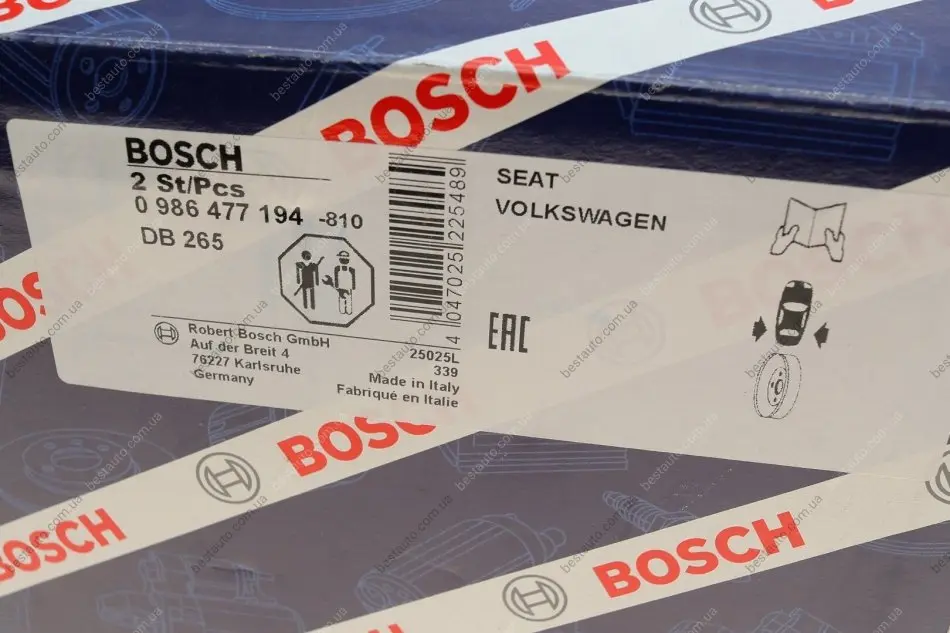 BOSCH
BOSCH
2 St/Pcs
0 986 477 194 -810
DB 265
4 047025 225489
SEAT
VOLKSWAGEN
EAC
Robert Bosch GmbH
Auf der Breit 4
76227 Karlsruhe
Germany
25025L
339
Made in Italy
Fabriqué en Italie
BOSCH
BOSCH
BOSCH
bestauto.com.ua